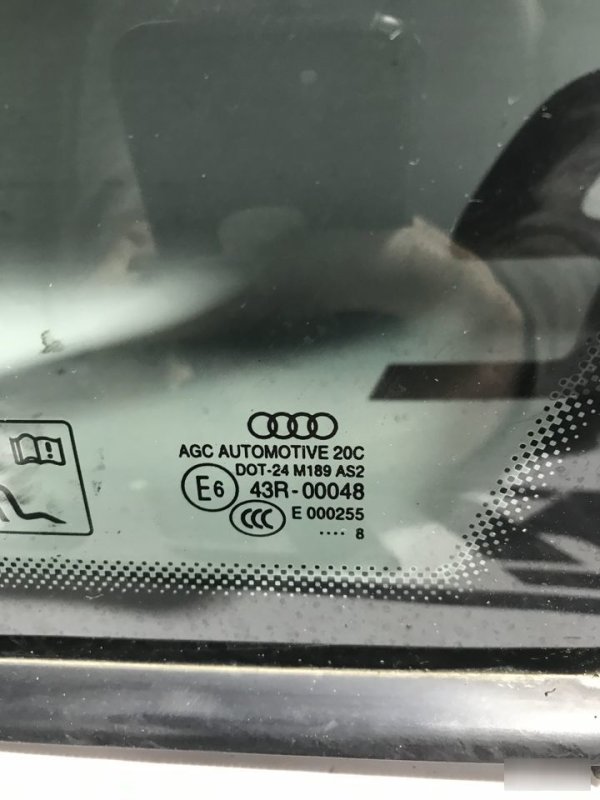 AGC AUTOMOTIVE 20C
DOT-24 M189 AS2
E6 43R-00048
CCC E 000255
.... 8